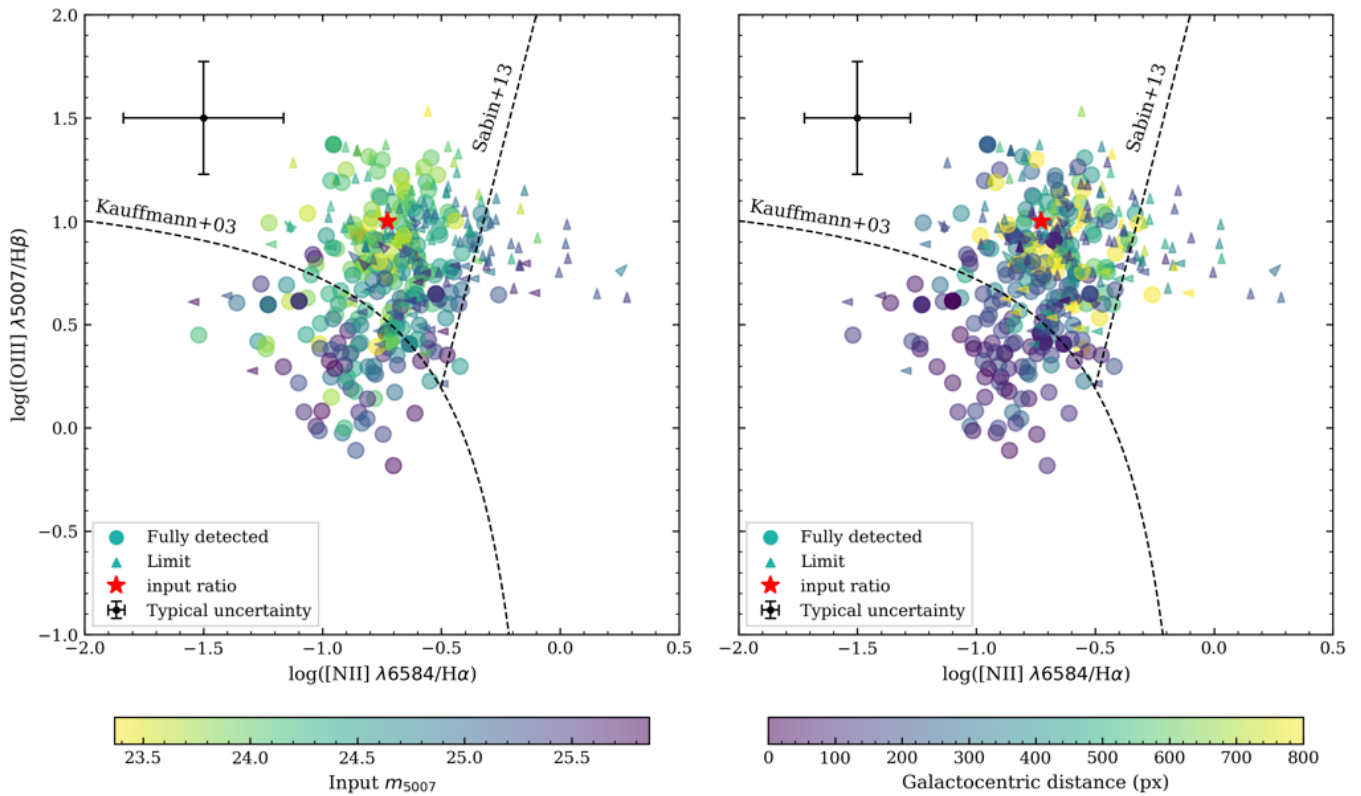 2.0
1.5
1.0
0.5
0.0
−0.5
−1.0
log([OIII] λ5007/Hβ)
Kauffmann+03
Sabin+13
Fully detected
Limit
input ratio
Typical uncertainty
−2.0 −1.5 −1.0 −0.5 0.0 0.5
log([NII] λ6584/Hα)
23.5 24.0 24.5 25.0 25.5
Input m5007
Kauffmann+03
Sabin+13
Fully detected
Limit
input ratio
Typical uncertainty
−2.0 −1.5 −1.0 −0.5 0.0 0.5
log([NII] λ6584/Hα)
0 100 200 300 400 500 600 700 800
Galactocentric distance (px)